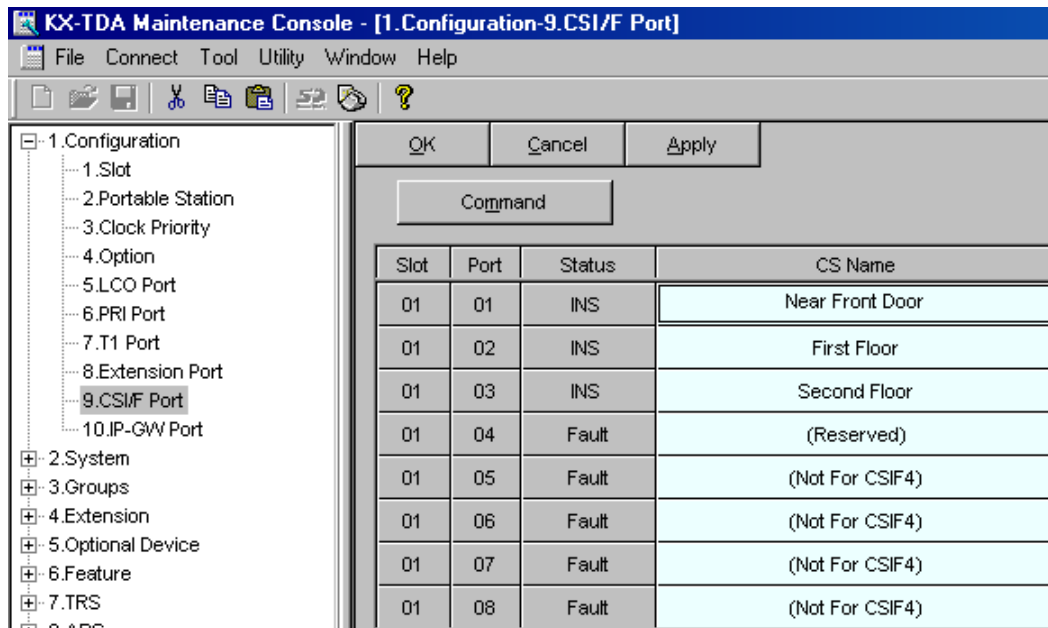 KX-TDA Maintenance Console - [1.Configuration-9.CSI/F Port]
File Connect Tool Utility Window Help
1.Configuration
1.Slot
2.Portable Station
3.Clock Priority
4.Option
5.LCO Port
6.PRI Port
7.T1 Port
8.Extension Port
9.CSI/F Port
10.IP-GW Port
2.System
3.Groups
4.Extension
5.Optional Device
6.Feature
7.TRS
OK Cancel Apply
Command
Slot Port Status CS Name
01 01 INS Near Front Door
01 02 INS First Floor
01 03 INS Second Floor
01 04 Fault (Reserved)
01 05 Fault (Not For CSIF4)
01 06 Fault (Not For CSIF4)
01 07 Fault (Not For CSIF4)
01 08 Fault (Not For CSIF4)